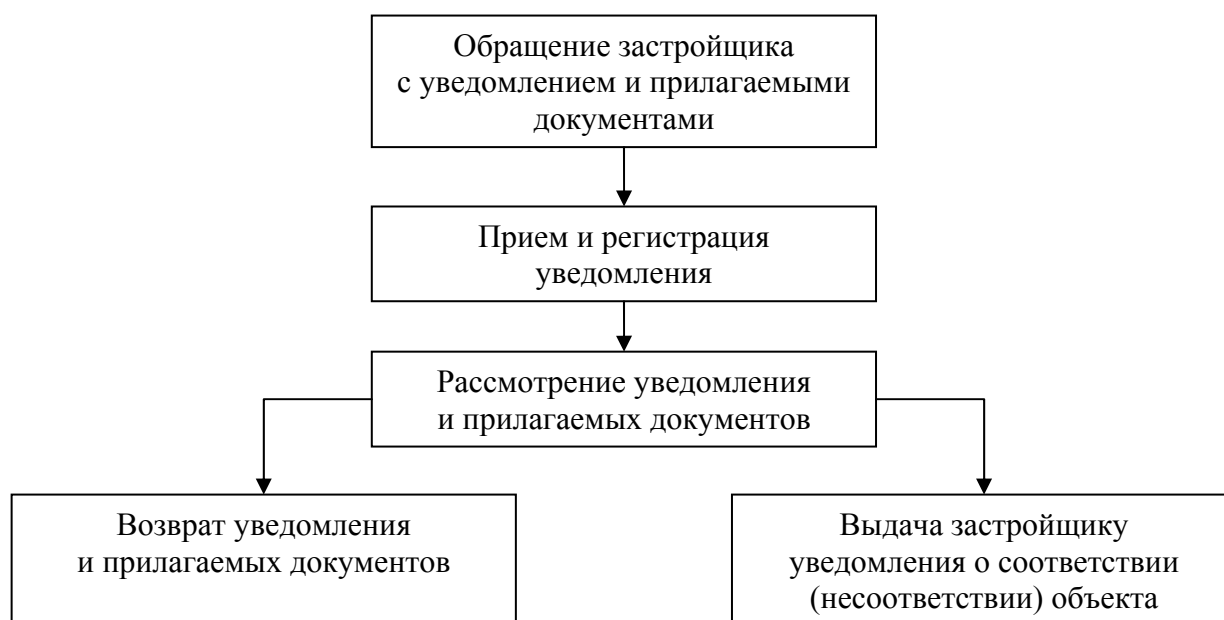 Обращение застройщика
с уведомлением и прилагаемыми
документами
Прием и регистрация
уведомления
Рассмотрение уведомления
и прилагаемых документов
Возврат уведомления
и прилагаемых документов
Выдача застройщику
уведомления о соответствии
(несоответствии) объекта